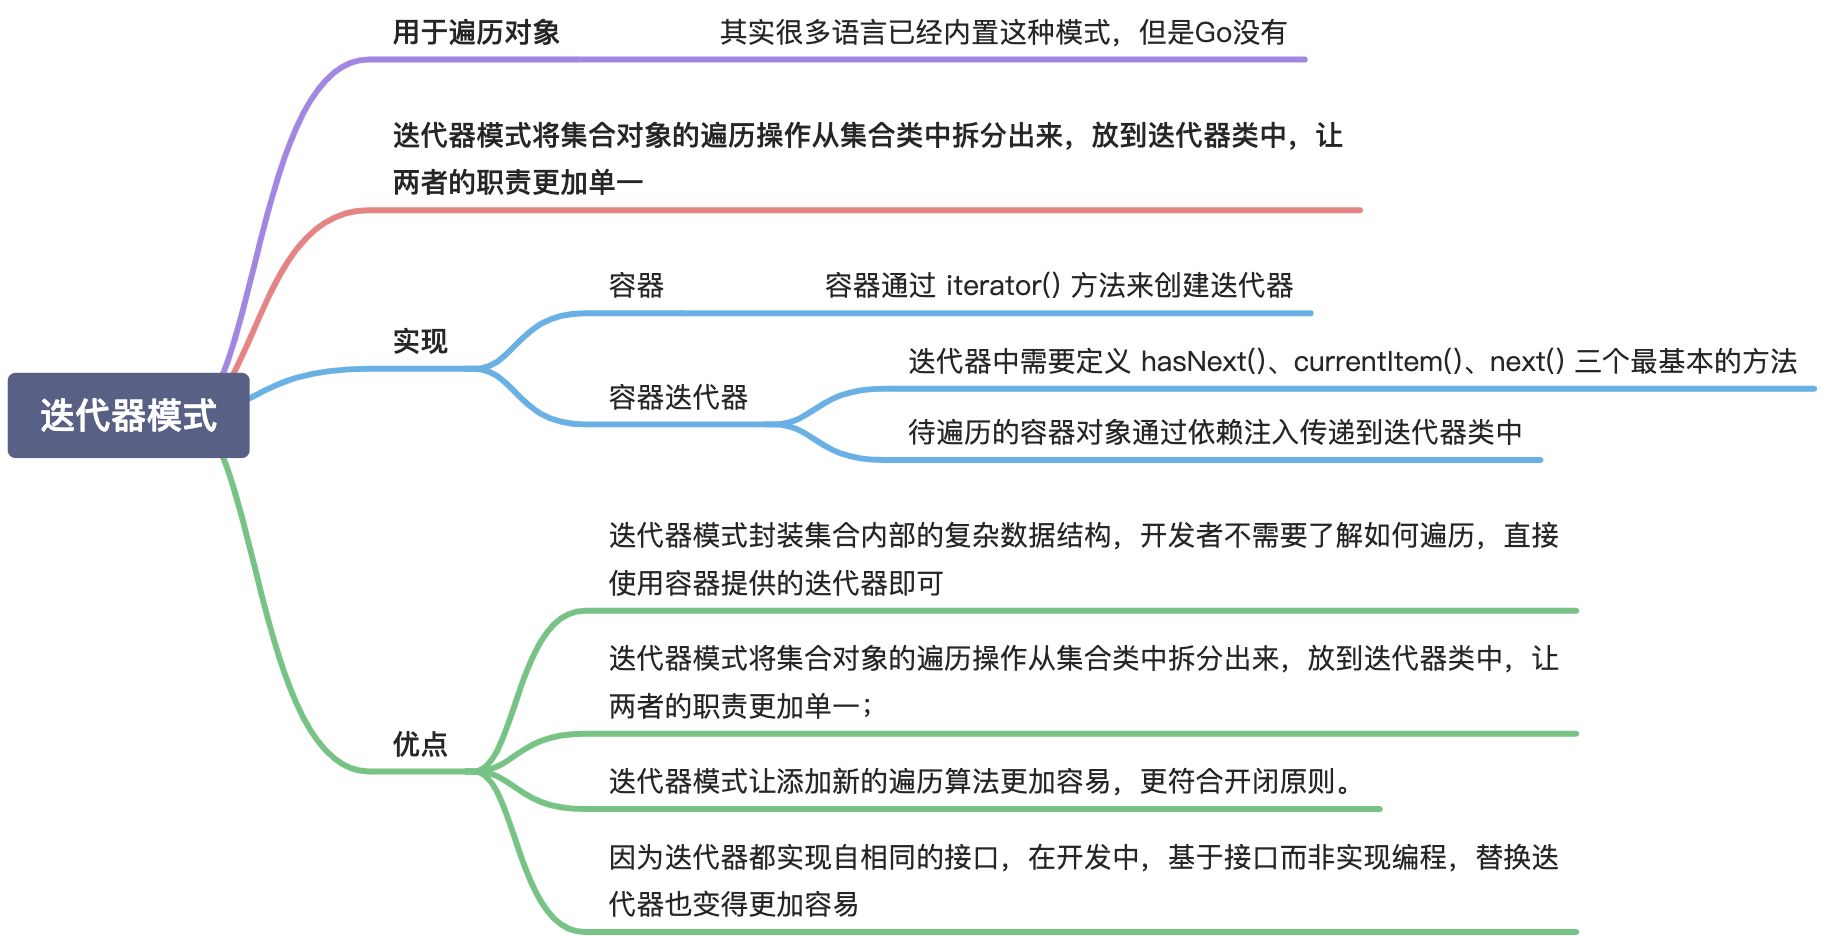 用于遍历对象
其实很多语言已经内置这种模式，但是Go没有
迭代器模式将集合对象的遍历操作从集合类中拆分出来，放到迭代器类中，让
两者的职责更加单一
容器
容器通过 iterator() 方法来创建迭代器
实现
迭代器中需要定义 hasNext()、currentItem()、next() 三个最基本的方法
容器迭代器
迭代器模式
待遍历的容器对象通过依赖注入传递到迭代器类中
迭代器模式封装集合内部的复杂数据结构，开发者不需要了解如何遍历，直接
使用容器提供的迭代器即可
迭代器模式将集合对象的遍历操作从集合类中拆分出来，放到迭代器类中，让
两者的职责更加单一；
优点
迭代器模式让添加新的遍历算法更加容易，更符合开闭原则。
因为迭代器都实现自相同的接口，在开发中，基于接口而非实现编程，替换迭
代器也变得更加容易